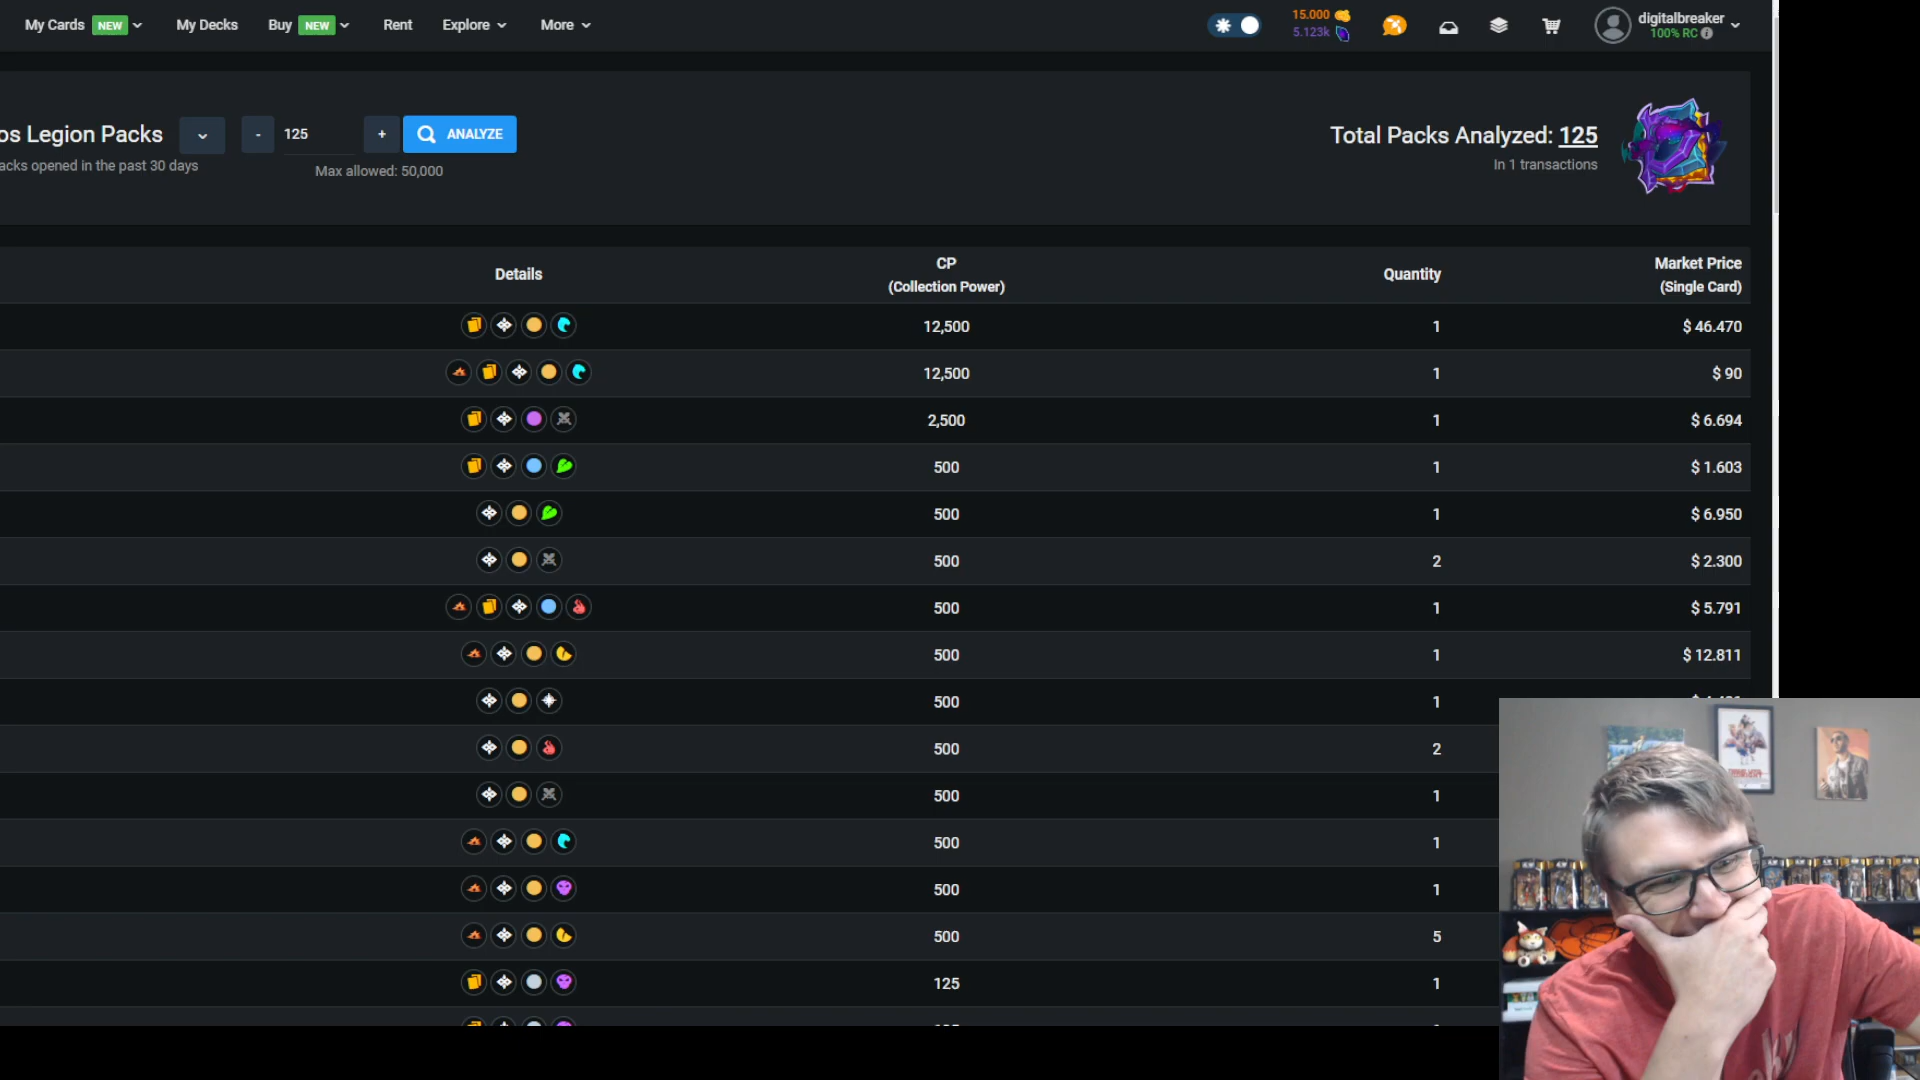 My Cards NEW
My Decks
Buy NEW
Rent
Explore
More
15.000
5.123k
digitalbreaker
100% RC
os Legion Packs
-
125
+
ANALYZE
acks opened in the past 30 days
Max allowed: 50,000
Total Packs Analyzed: 125
In 1 transactions
Details
CP
(Collection Power)
Quantity
Market Price
(Single Card)
12,500 1 $ 46.470
12,500 1 $ 90
2,500 1 $ 6.694
500 1 $ 1.603
500 1 $ 6.950
500 2 $ 2.300
500 1 $ 5.791
500 1 $ 12.811
500 1
500 2
500 1
500 1
500 1
500 5
125 1